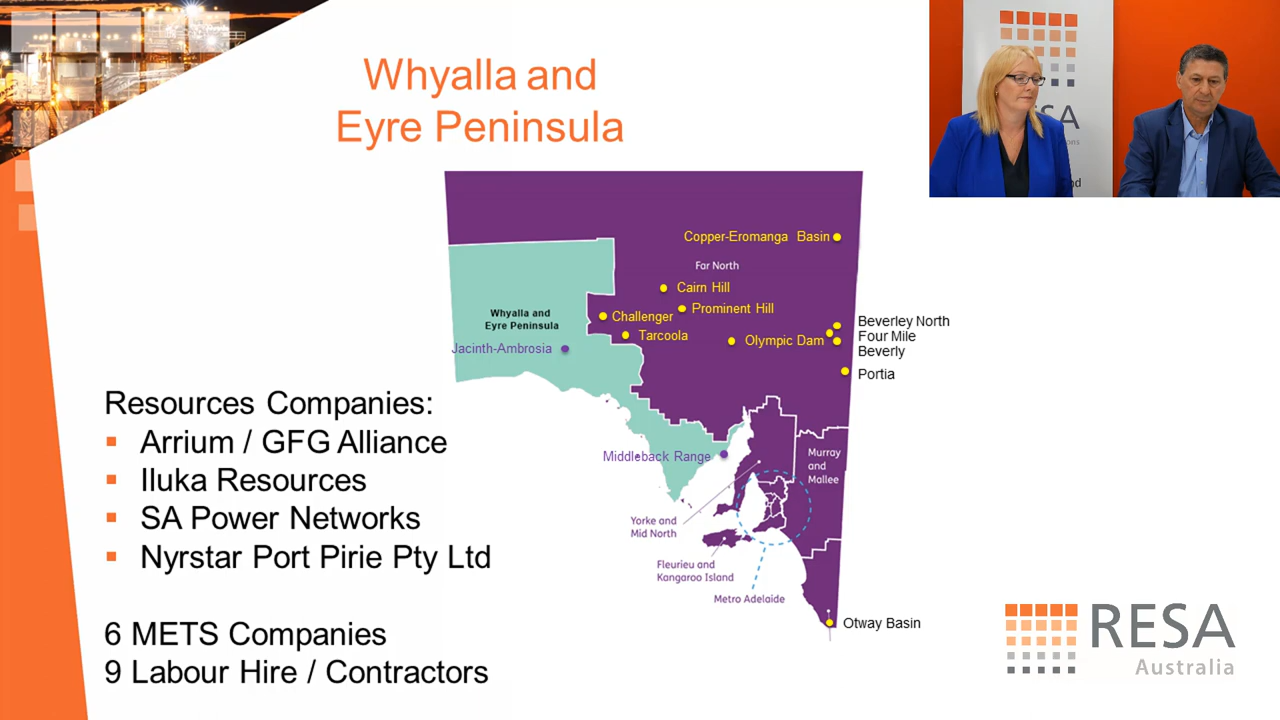 Whyalla and
Eyre Peninsula
RESA
Copper-Eromanga Basin
Far North
Cairn Hill
Prominent Hill
Challenger
Tarcoola
Olympic Dam
Whyalla and
Eyre Peninsula
Jacinth-Ambrosia
Beverley North
Four Mile
Beverly
Portia
Middleback Range
Murray
and
Mallee
Yorke and
Mid North
Fleurieu and
Kangaroo Island
Metro Adelaide
Otway Basin
Resources Companies:
▪ Arrium / GFG Alliance
▪ Iluka Resources
▪ SA Power Networks
▪ Nyrstar Port Pirie Pty Ltd
6 METS Companies
9 Labour Hire / Contractors
RESA
Australia